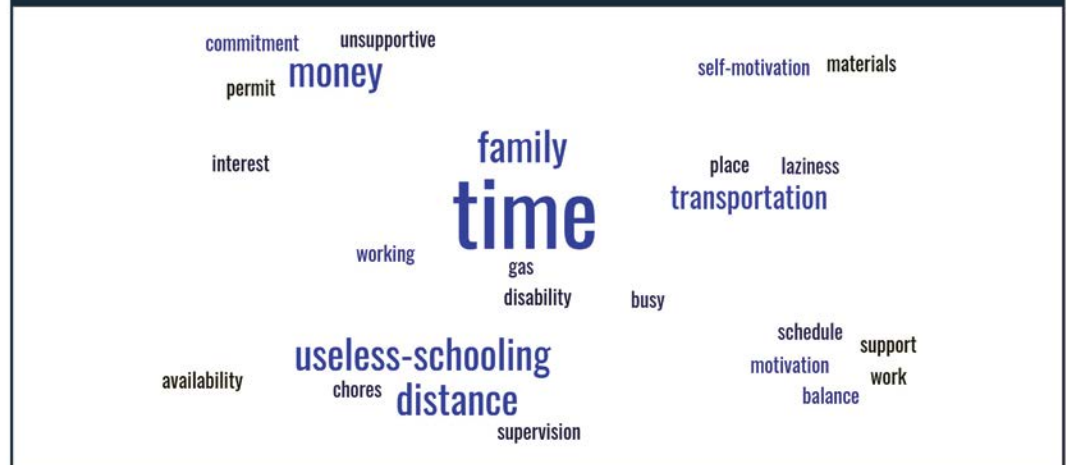 commitment unsupportive
money
permit
self-motivation materials
interest
family
time
place laziness
transportation
working
gas
disability busy
useless-schooling
availability chores distance
supervision
schedule
support
motivation
work
balance